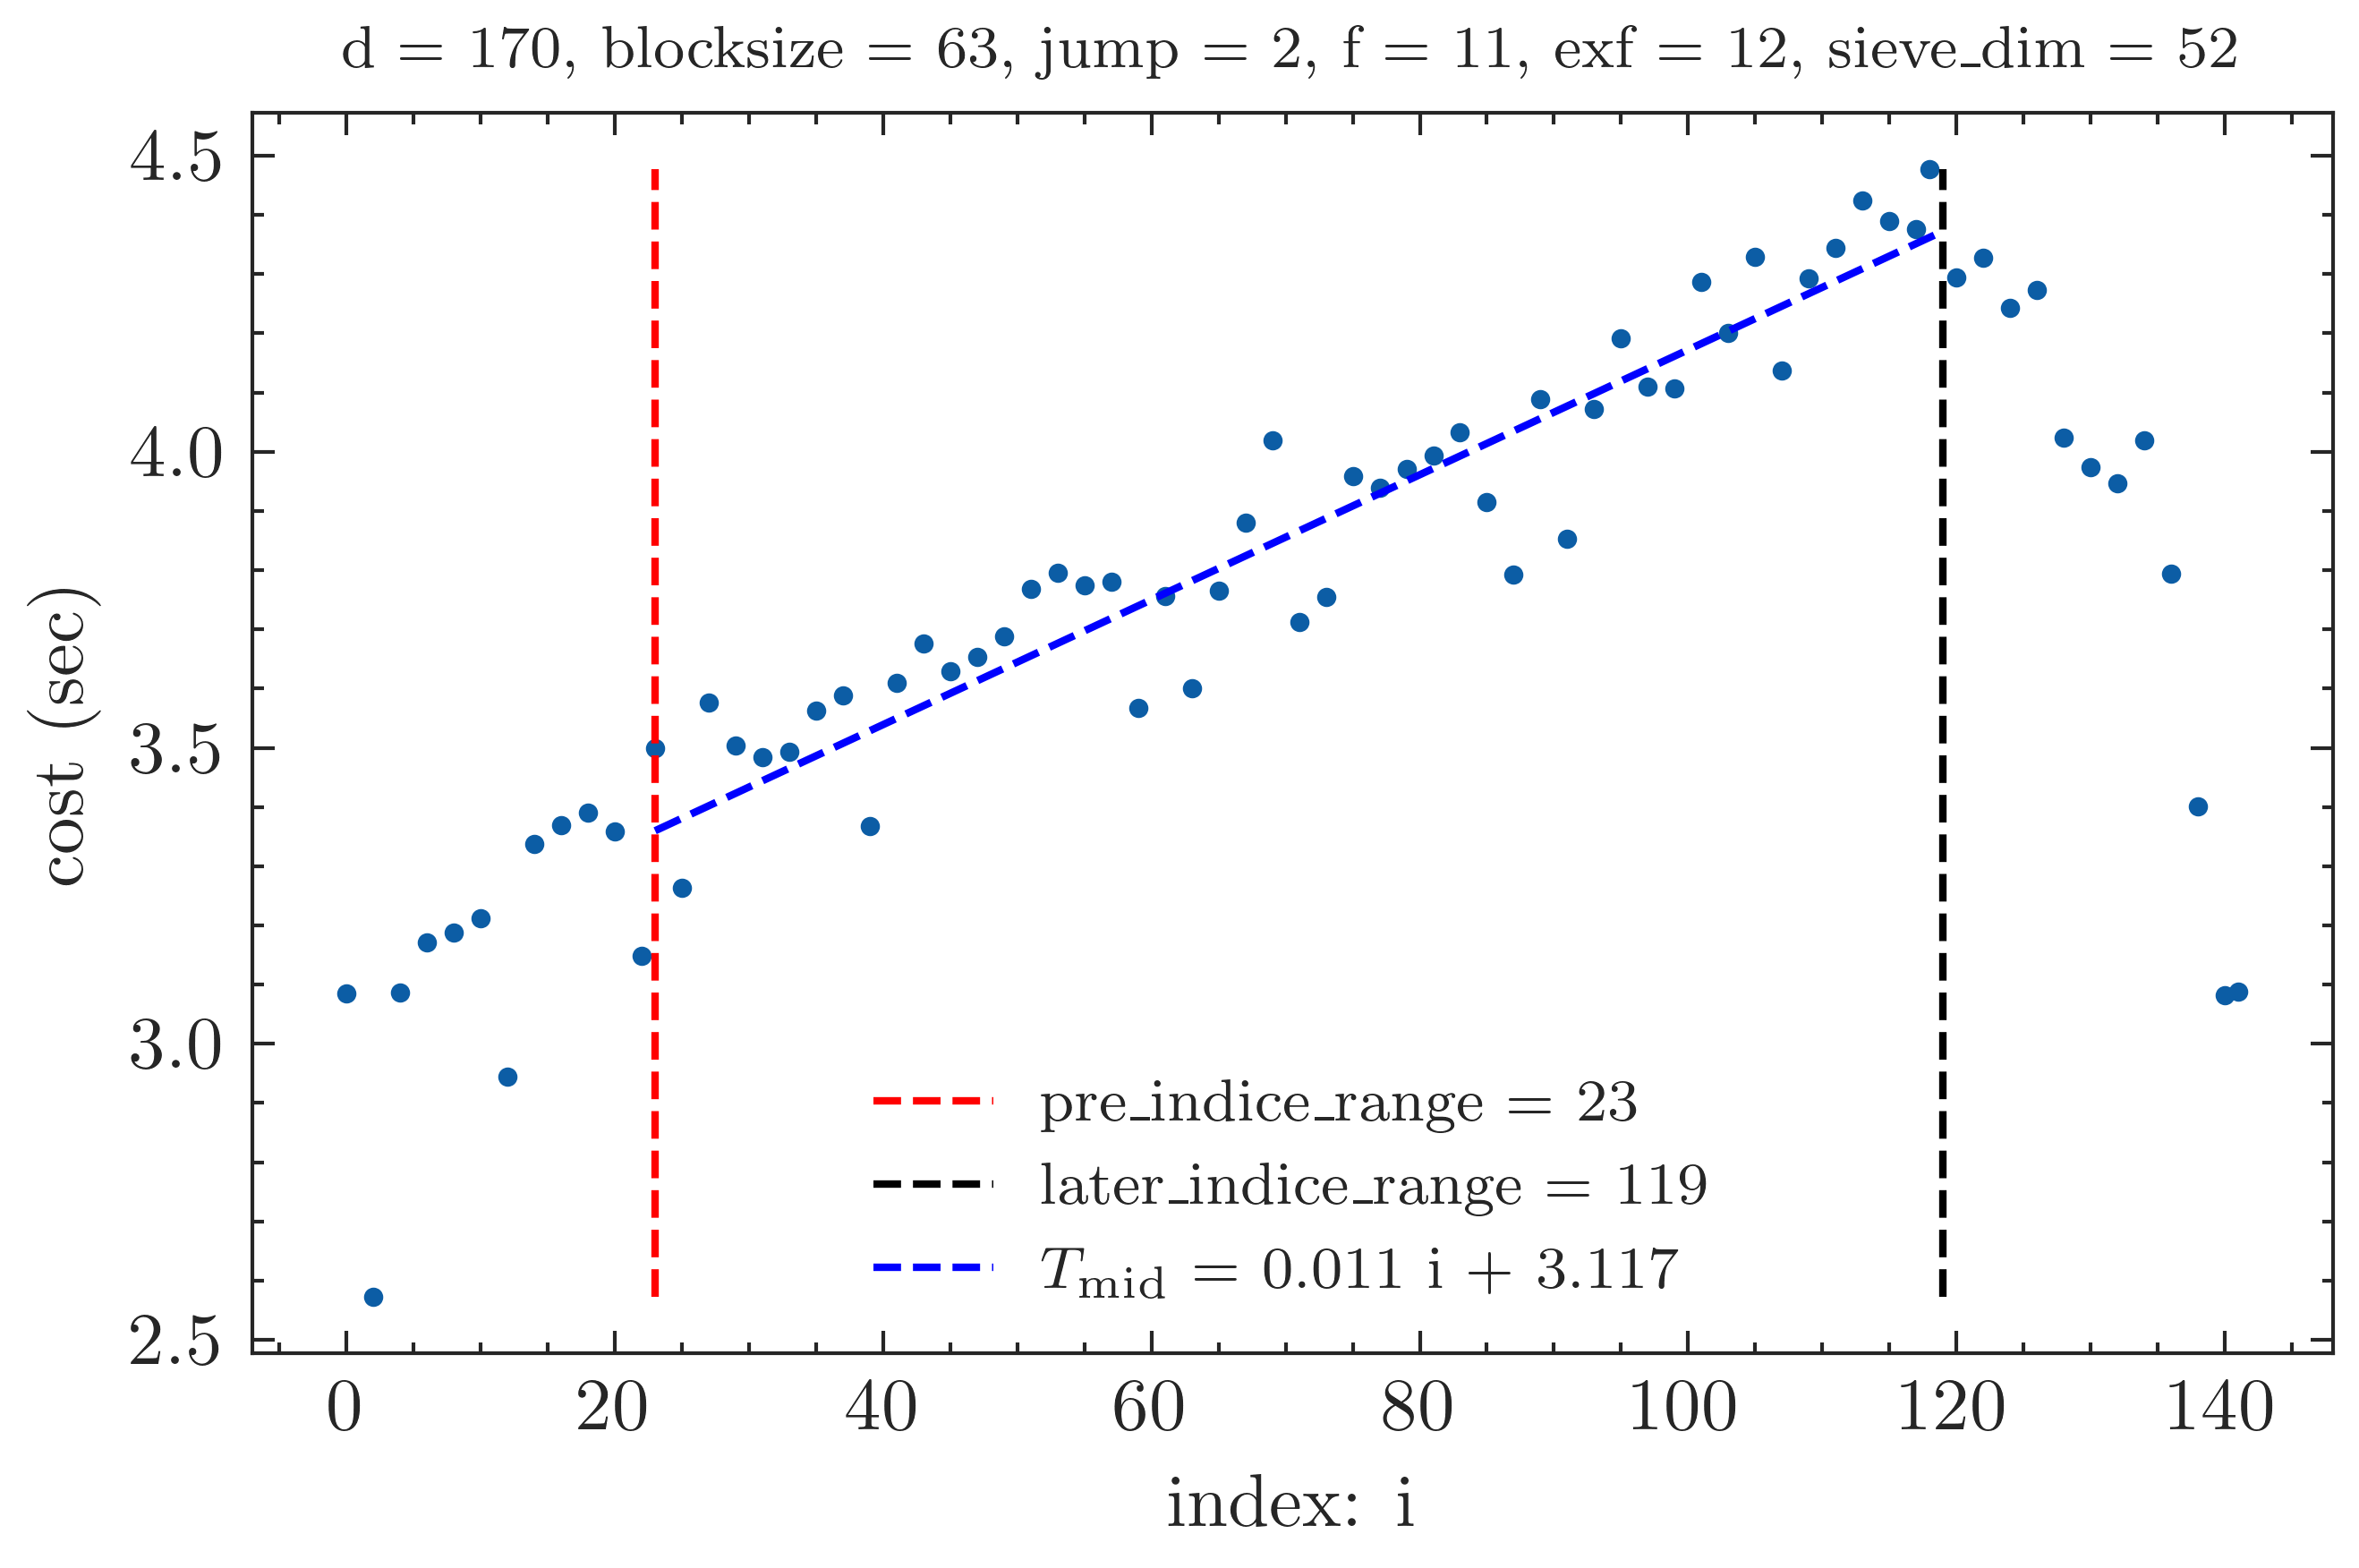 d = 170, blocksize = 63, jump = 2, f = 11, exf = 12, sieve_dim = 52
4.5
4.0
3.5
3.0
2.5
cost (sec)
pre_indice_range = 23
later_indice_range = 119
T_mid = 0.011 i + 3.117
0 20 40 60 80 100 120 140
index: i